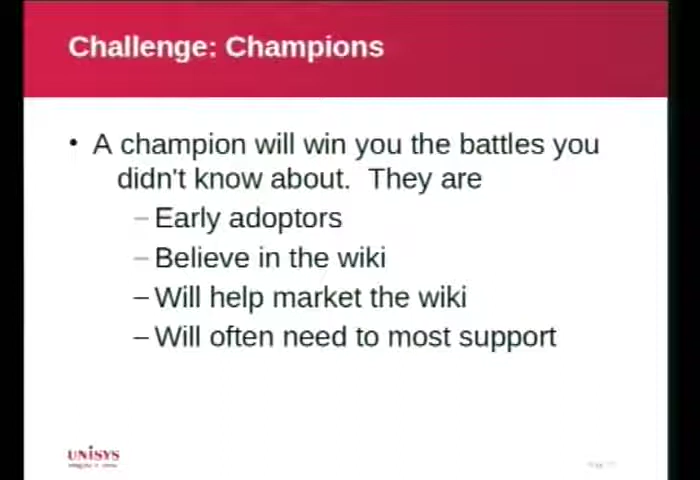 Challenge: Champions
• A champion will win you the battles you
didn't know about. They are
– Early adoptors
– Believe in the wiki
– Will help market the wiki
– Will often need to most support
UNISYS